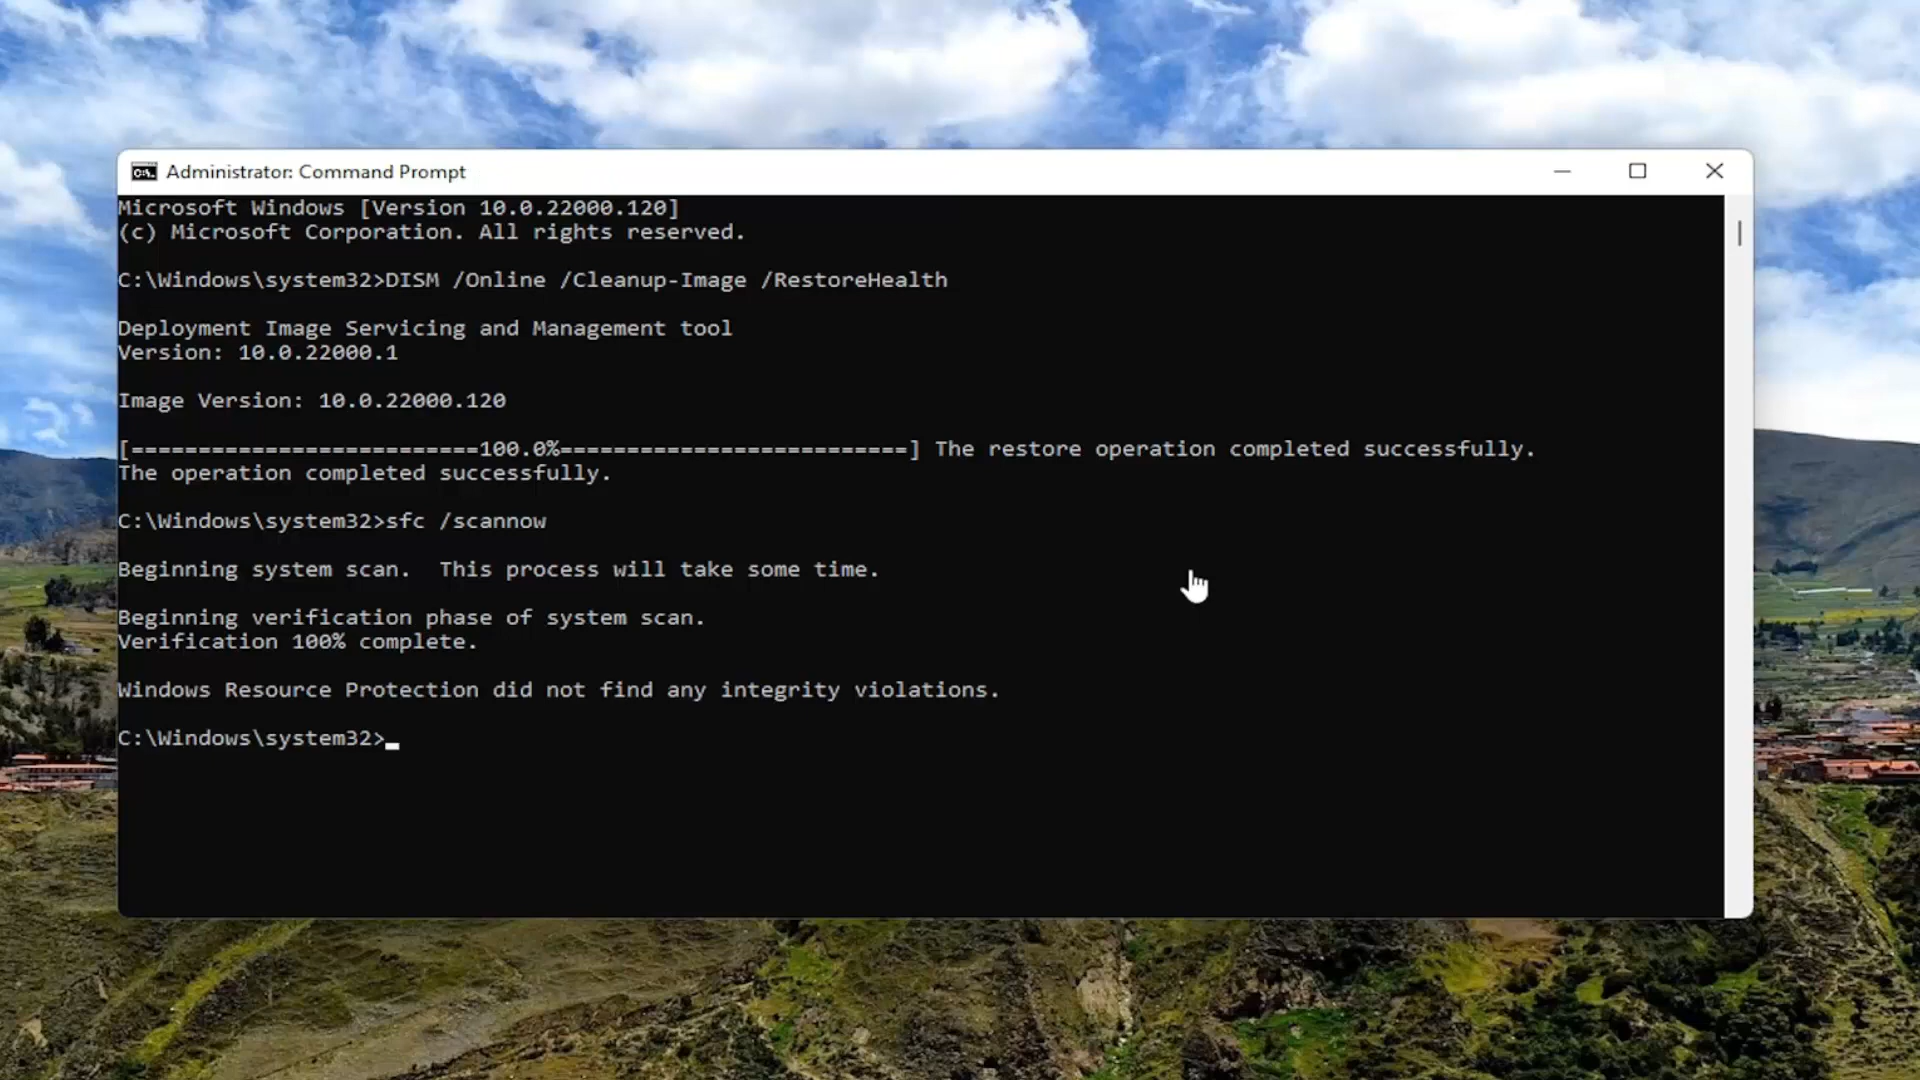 Administrator: Command Prompt
Microsoft Windows [Version 10.0.22000.120]
(c) Microsoft Corporation. All rights reserved.
C:\Windows\system32>DISM /Online /Cleanup-Image /RestoreHealth
Deployment Image Servicing and Management tool
Version: 10.0.22000.1
Image Version: 10.0.22000.120
[==========================100.0%==========================] The restore operation completed successfully.
The operation completed successfully.
C:\Windows\system32>sfc /scannow
Beginning system scan.  This process will take some time.
Beginning verification phase of system scan.
Verification 100% complete.
Windows Resource Protection did not find any integrity violations.
C:\Windows\system32>